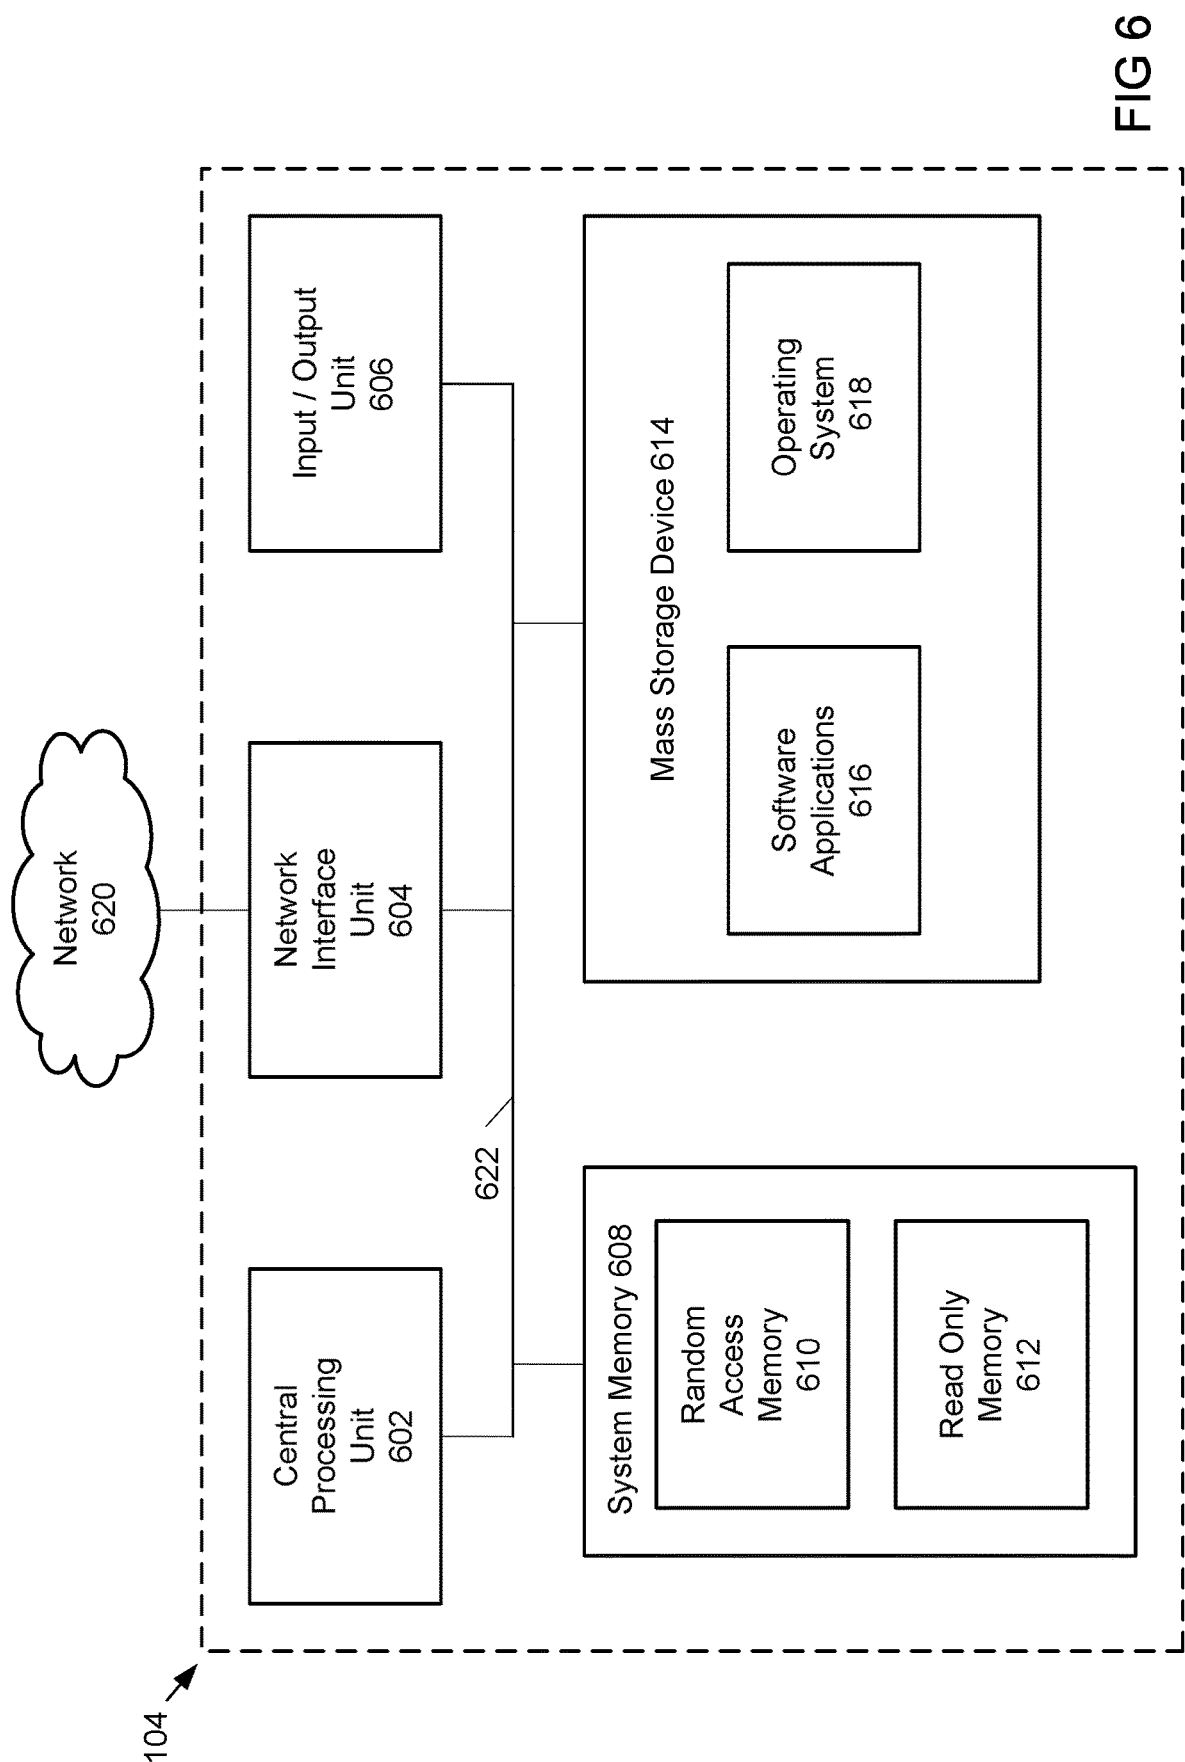 104
Network
620
Central
Processing
Unit
602
Network
Interface
Unit
604
Input / Output
Unit
606
622
System Memory 608
Random
Access
Memory
610
Read Only
Memory
612
Mass Storage Device 614
Software
Applications
616
Operating
System
618
FIG 6